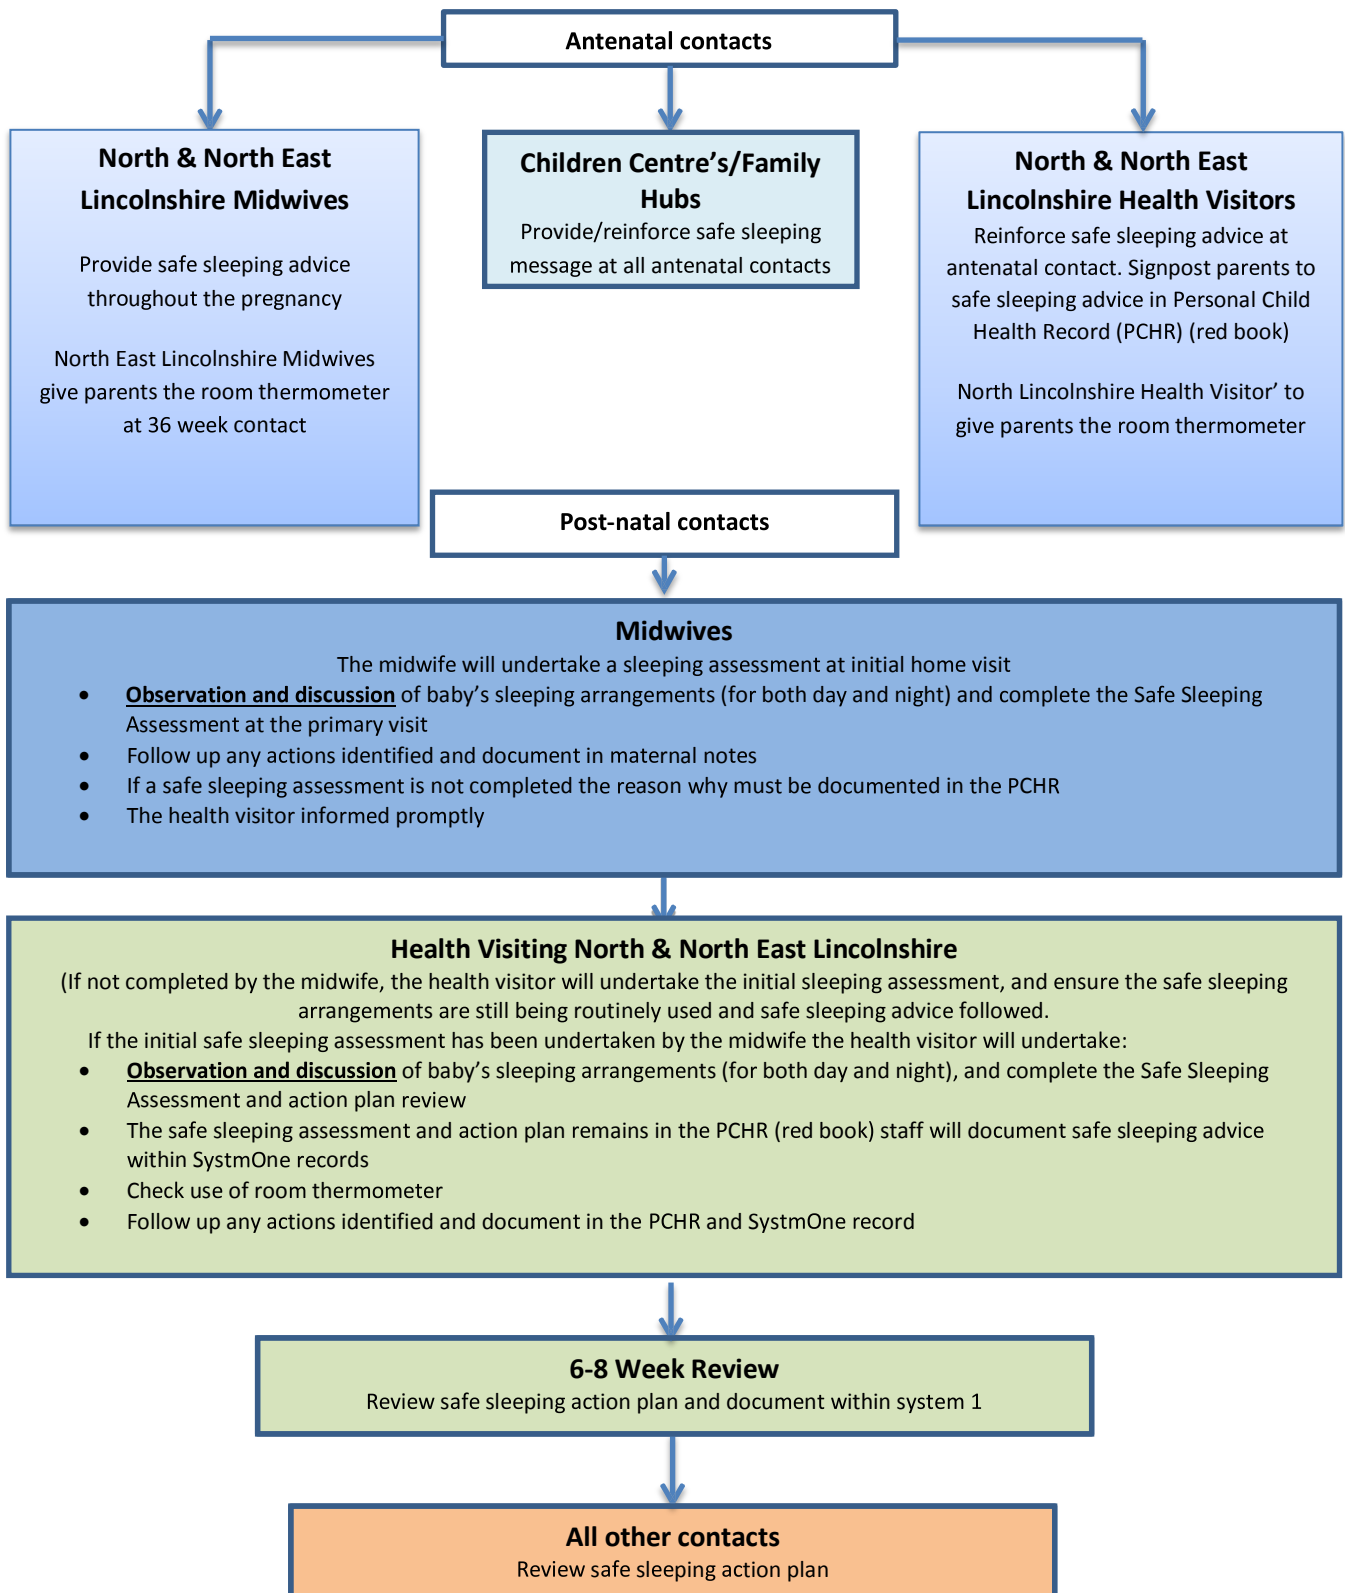 Antenatal contacts
North & North East
Lincolnshire Midwives
Provide safe sleeping advice
throughout the pregnancy
North East Lincolnshire Midwives
give parents the room thermometer
at 36 week contact
Children Centre’s/Family
Hubs
Provide/reinforce safe sleeping
message at all antenatal contacts
North & North East
Lincolnshire Health Visitors
Reinforce safe sleeping advice at
antenatal contact. Signpost parents to
safe sleeping advice in Personal Child
Health Record (PCHR) (red book)
North Lincolnshire Health Visitor’ to
give parents the room thermometer
Post-natal contacts
Midwives
The midwife will undertake a sleeping assessment at initial home visit
• Observation and discussion of baby’s sleeping arrangements (for both day and night) and complete the Safe Sleeping
Assessment at the primary visit
• Follow up any actions identified and document in maternal notes
• If a safe sleeping assessment is not completed the reason why must be documented in the PCHR
• The health visitor informed promptly
Health Visiting North & North East Lincolnshire
(If not completed by the midwife, the health visitor will undertake the initial sleeping assessment, and ensure the safe sleeping
arrangements are still being routinely used and safe sleeping advice followed.
If the initial safe sleeping assessment has been undertaken by the midwife the health visitor will undertake:
• Observation and discussion of baby’s sleeping arrangements (for both day and night), and complete the Safe Sleeping
Assessment and action plan review
• The safe sleeping assessment and action plan remains in the PCHR (red book) staff will document safe sleeping advice
within SystmOne records
• Check use of room thermometer
• Follow up any actions identified and document in the PCHR and SystmOne record
6-8 Week Review
Review safe sleeping action plan and document within system 1
All other contacts
Review safe sleeping action plan